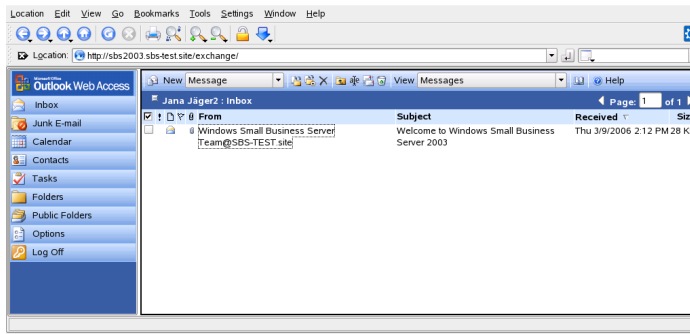 Location Edit View Go Bookmarks Tools Settings Window Help
Location: http://sbs2003.sbs-test.site/exchange/
Microsoft Office
Outlook Web Access
New Message View Messages Help
Jana Jäger2 : Inbox Page: 1 of 1
Inbox
Junk E-mail
Calendar
Contacts
Tasks
Folders
Public Folders
Options
Log Off
! From Subject Received Siz
Windows Small Business Server Welcome to Windows Small Business Thu 3/9/2006 2:12 PM 28 K
Team@SBS-TEST.site Server 2003